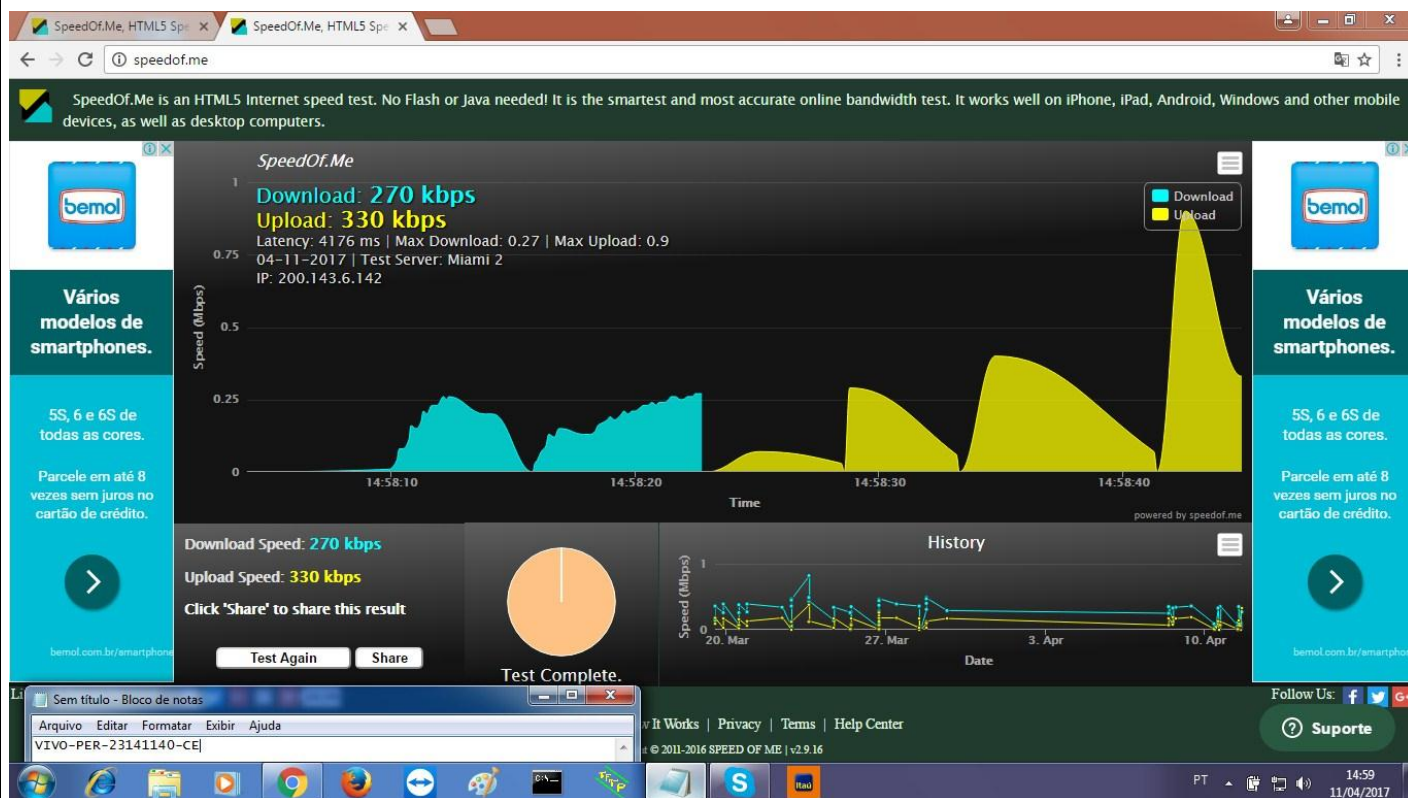 SpeedOf.Me, HTML5 Spe
SpeedOf.Me, HTML5 Spe
speedof.me
SpeedOf.Me is an HTML5 Internet speed test. No Flash or Java needed! It is the smartest and most accurate online bandwidth test. It works well on iPhone, iPad, Android, Windows and other mobile
devices, as well as desktop computers.
bemol
Vários
modelos de
smartphones.
5S, 6 e 6S de
todas as cores.
Parcele em até 8
vezes sem juros no
cartão de crédito.
bemol.com.br/smartphone
SpeedOf.Me
Download: 270 kbps
Upload: 330 kbps
Latency: 4176 ms | Max Download: 0.27 | Max Upload: 0.9
04-11-2017 | Test Server: Miami 2
IP: 200.143.6.142
Download
Upload
Speed (Mbps)
1
0.75
0.5
0.25
0
14:58:10 14:58:20 14:58:30 14:58:40
Time
powered by speedof.me
bemol
Vários
modelos de
smartphones.
5S, 6 e 6S de
todas as cores.
Parcele em até 8
vezes sem juros no
cartão de crédito.
bemol.com.br/smartphon
Download Speed: 270 kbps
Upload Speed: 330 kbps
Click 'Share' to share this result
Test Again Share
Test Complete.
History
Speed (Mbps)
1
0
20. Mar 27. Mar 3. Apr 10. Apr
Date
Li
Follow Us: f G+
w It Works | Privacy | Terms | Help Center
© 2011-2016 SPEED OF ME | v2.9.16
Suporte
Sem título - Bloco de notas
Arquivo Editar Formatar Exibir Ajuda
VIVO-PER-23141140-CE
C:\_
TFTP
S
Itaú
PT
14:59
11/04/2017